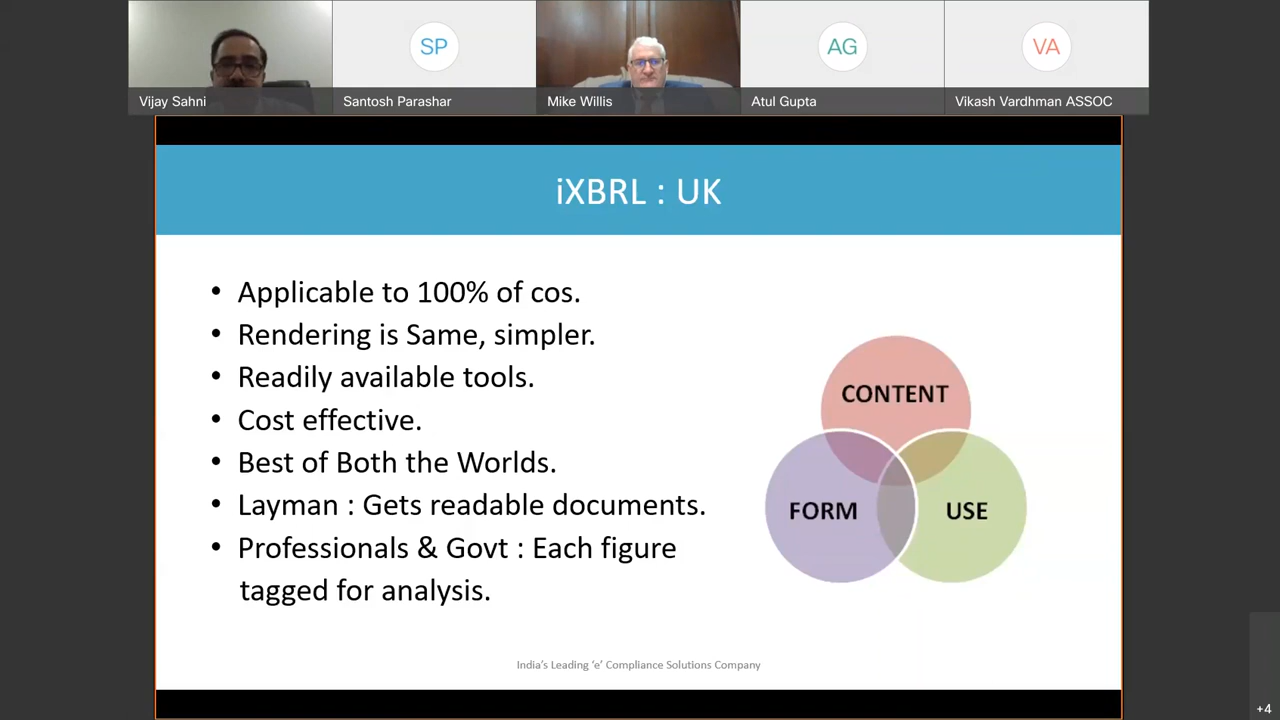 SP
AG
VA
Vijay Sahni
Santosh Parashar
Mike Willis
Atul Gupta
Vikash Vardhman ASSOC
iXBRL : UK
• Applicable to 100% of cos.
• Rendering is Same, simpler.
• Readily available tools.
• Cost effective.
• Best of Both the Worlds.
• Layman : Gets readable documents.
• Professionals & Govt : Each figure
tagged for analysis.
CONTENT
FORM
USE
India's Leading 'e' Compliance Solutions Company
+4